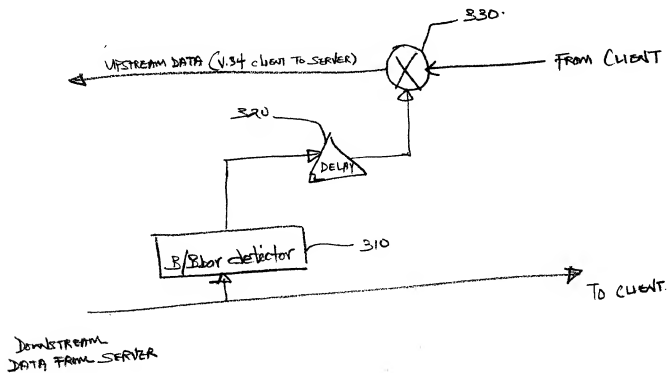 330.
UPSTREAM DATA (V.34 client TO SERVER)
FROM CLIENT
320
DELAY
B/Bbar detector
310
TO CLIENT.
DOWNSTREAM
DATA FROM SERVER